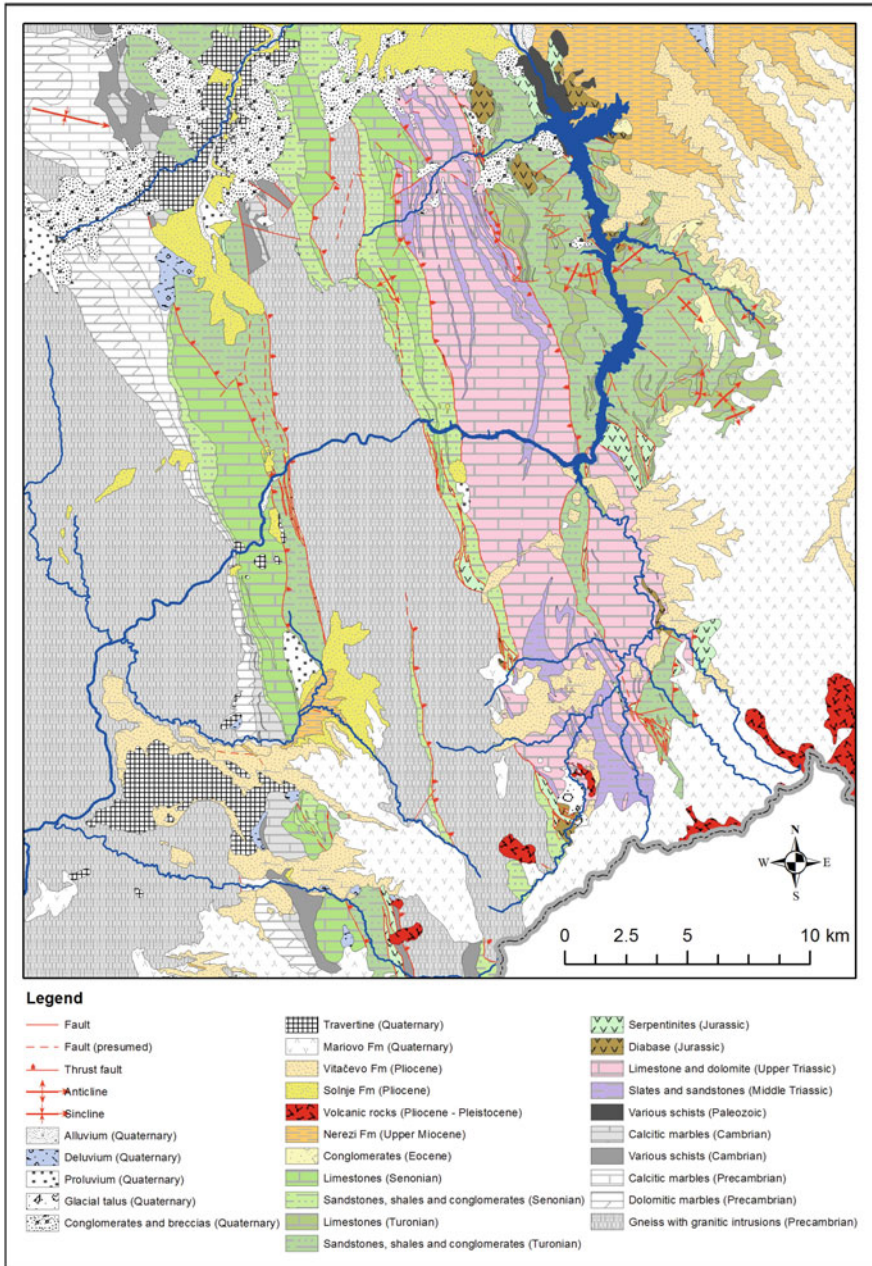 N
W E
S
0 2.5 5 10 km
Legend
Fault
Fault (presumed)
Thrust fault
Anticline
Sincline
Alluvium (Quaternary)
Deluvium (Quaternary)
Proluvium (Quaternary)
Glacial talus (Quaternary)
Conglomerates and breccias (Quaternary)
Travertine (Quaternary)
Mariovo Fm (Quaternary)
Vitačevo Fm (Pliocene)
Solnje Fm (Pliocene)
Volcanic rocks (Pliocene - Pleistocene)
Nerezi Fm (Upper Miocene)
Conglomerates (Eocene)
Limestones (Senonian)
Sandstones, shales and conglomerates (Senonian)
Limestones (Turonian)
Sandstones, shales and conglomerates (Turonian)
Serpentinites (Jurassic)
Diabase (Jurassic)
Limestone and dolomite (Upper Triassic)
Slates and sandstones (Middle Triassic)
Various schists (Paleozoic)
Calcitic marbles (Cambrian)
Various schists (Cambrian)
Calcitic marbles (Precambrian)
Dolomitic marbles (Precambrian)
Gneiss with granitic intrusions (Precambrian)